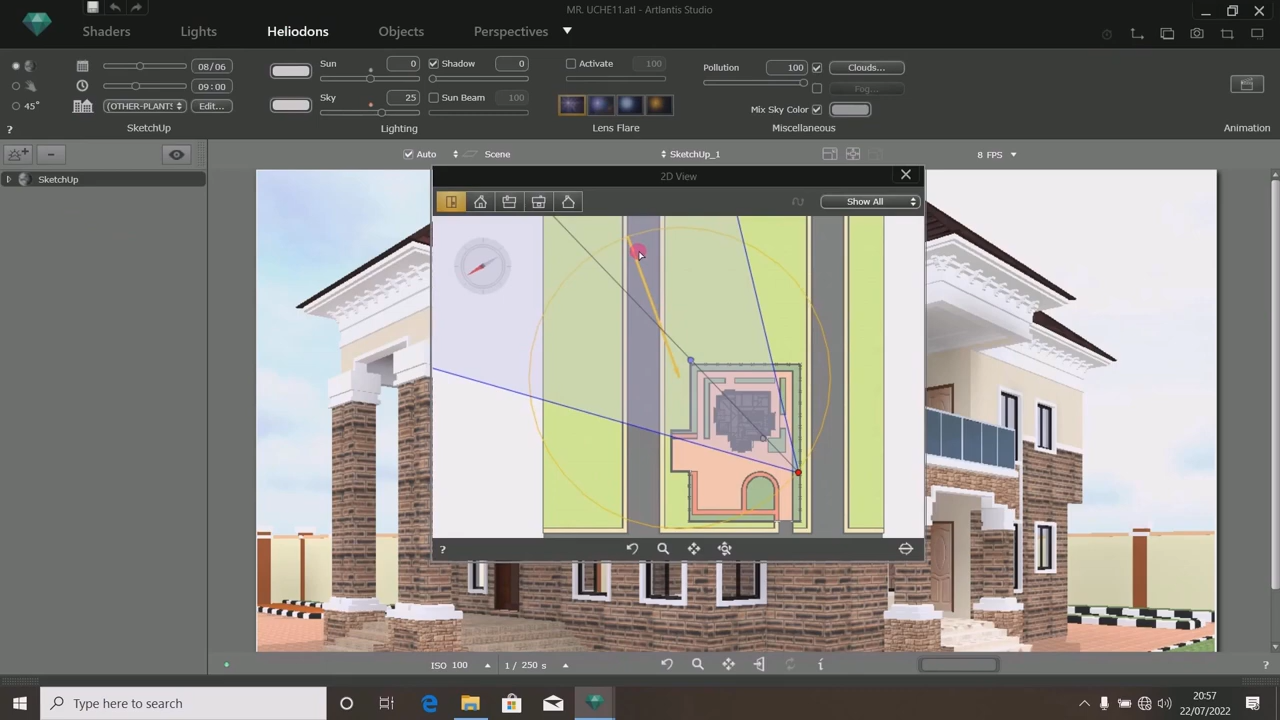 MR. UCHE11.atl - Artlantis Studio
Shaders
Lights
Heliodons
Objects
Perspectives
08/06
Sun
0
Shadow
0
Activate
100
Pollution
100
Clouds...
09:00
45°
(OTHER-PLANT
Edit...
Sky
25
Sun Beam
100
Fog...
Mix Sky Color
?
SketchUp
Lighting
Lens Flare
Miscellaneous
Animation
Auto
Scene
SketchUp_1
8 FPS
SketchUp
2D View
Show All
?
ISO 100
1 / 250 s
?
Type here to search
20:57
22/07/2022